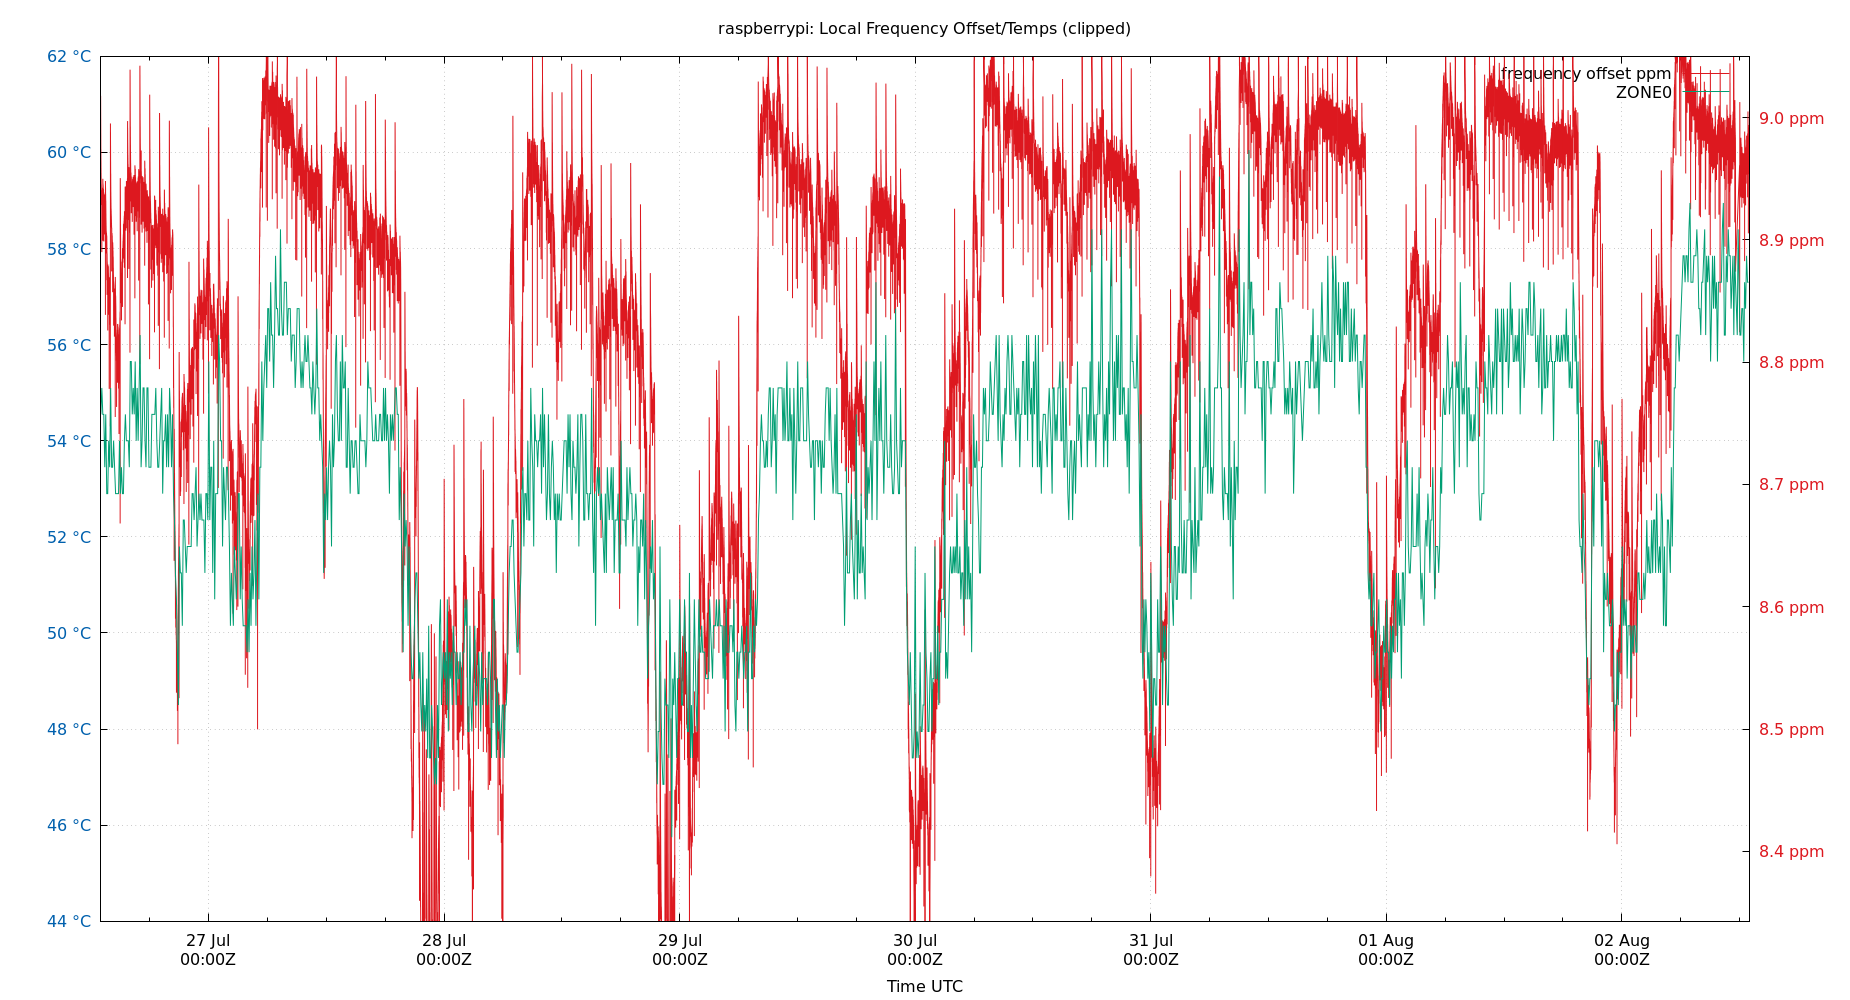 raspberrypi: Local Frequency Offset/Temps (clipped)
frequency offset ppm
ZONE0
62 °C
60 °C
58 °C
56 °C
54 °C
52 °C
50 °C
48 °C
46 °C
44 °C
9.0 ppm
8.9 ppm
8.8 ppm
8.7 ppm
8.6 ppm
8.5 ppm
8.4 ppm
27 Jul 28 Jul 29 Jul 30 Jul 31 Jul 01 Aug 02 Aug
00:00Z 00:00Z 00:00Z 00:00Z 00:00Z 00:00Z 00:00Z
Time UTC